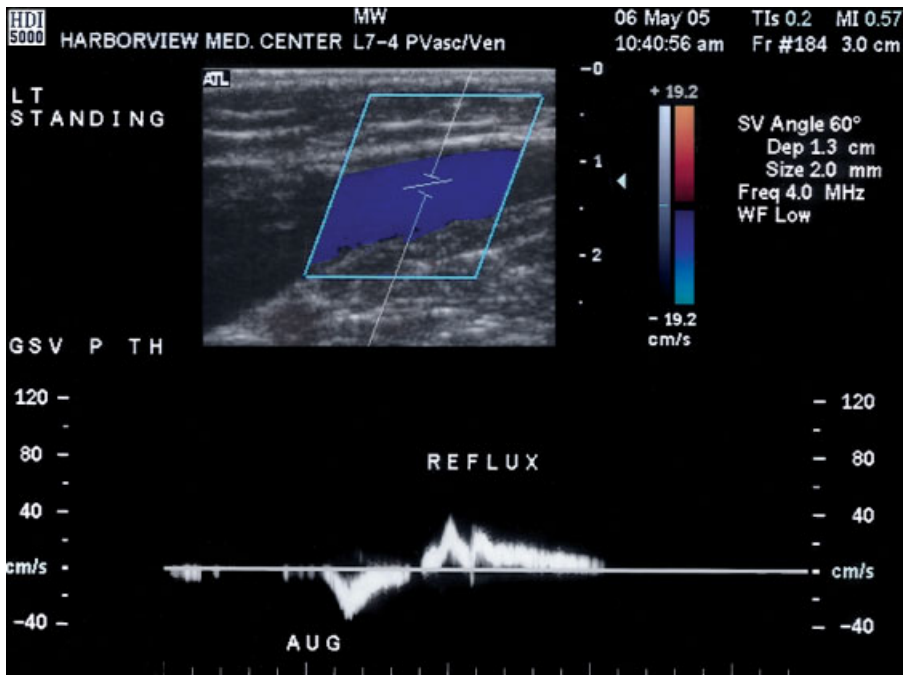 HDI 5000
MW
06 May 05 TIs 0.2 MI 0.57
HARBORVIEW MED. CENTER L7-4 PVasc/Ven 10:40:56 am Fr #184 3.0 cm
ATL
LT
STANDING
-0
-1
-2
+ 19.2
- 19.2
cm/s
SV Angle 60°
Dep 1.3 cm
Size 2.0 mm
Freq 4.0 MHz
WF Low
GSV P TH
120 - - 120
80 - - 80
REFLUX
40 - - 40
cm/s - - cm/s
-40 - - -40
AUG